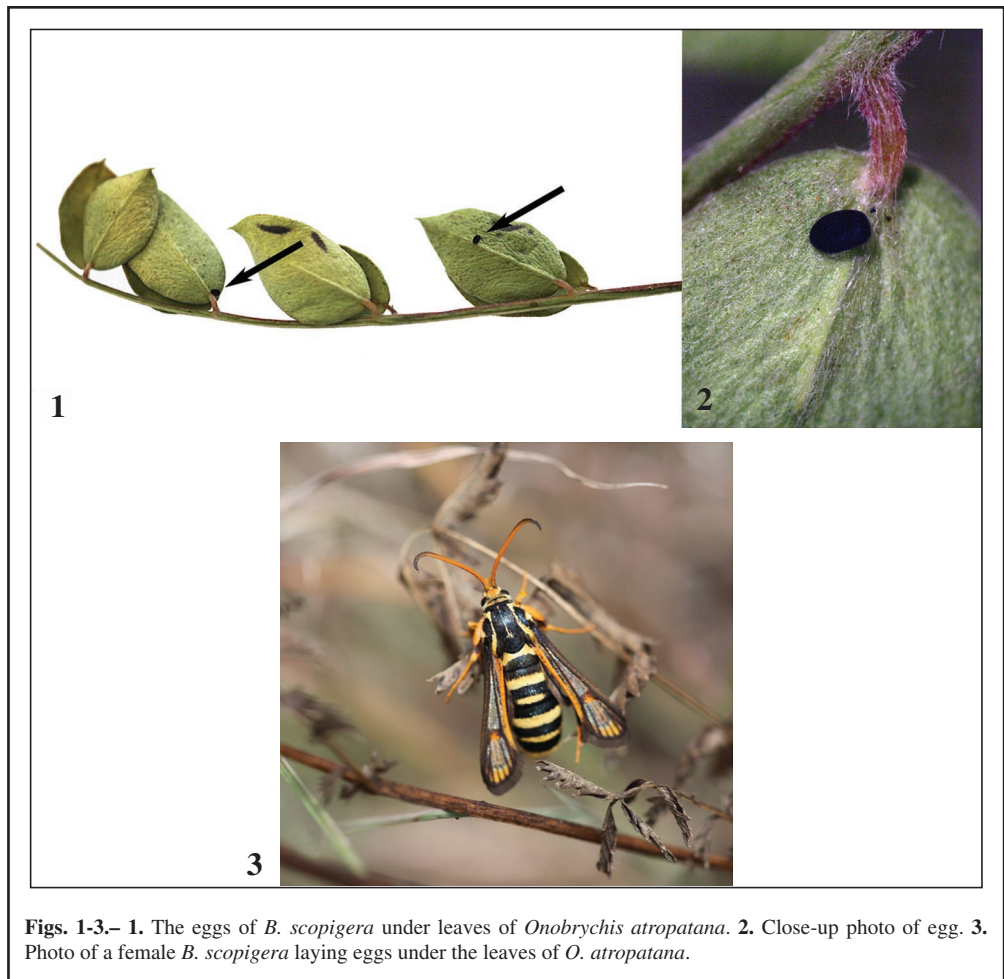 1
2
3
Figs. 1-3.– 1. The eggs of B. scopigera under leaves of Onobrychis atropatana. 2. Close-up photo of egg. 3.
Photo of a female B. scopigera laying eggs under the leaves of O. atropatana.